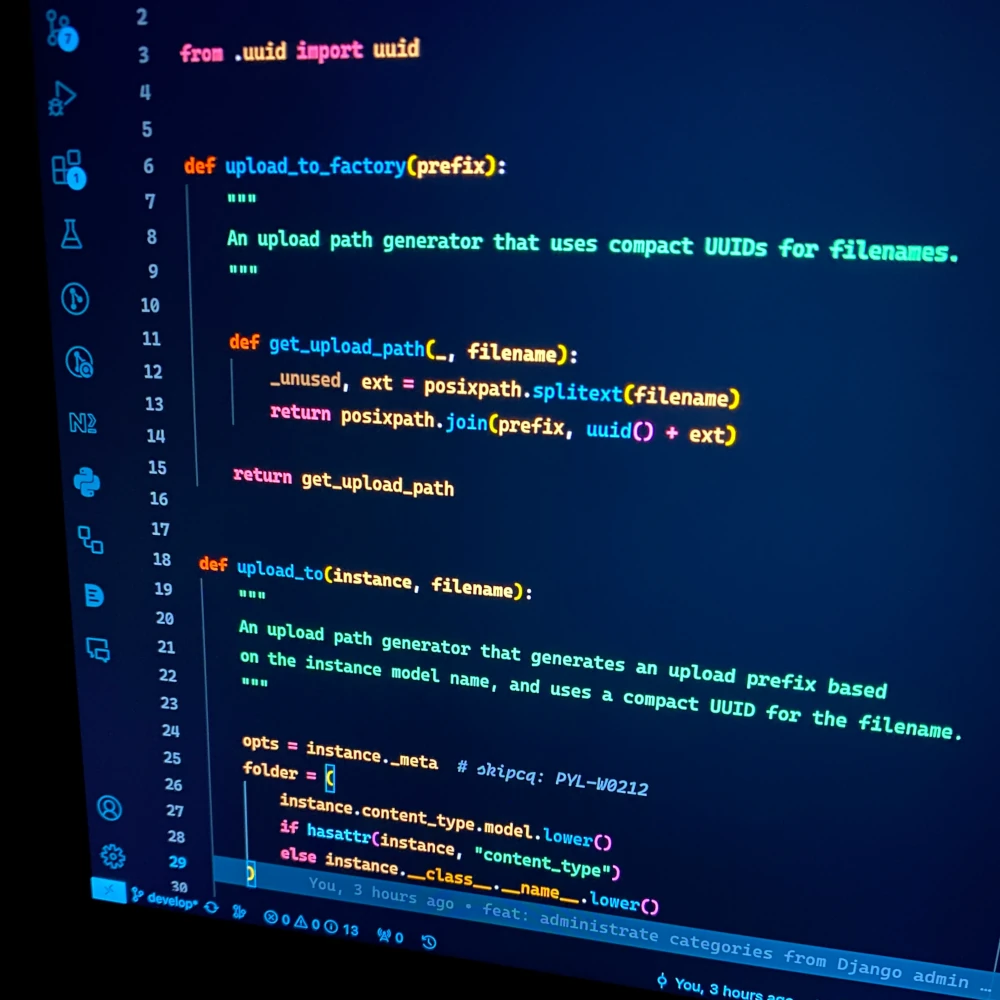 7
1
2
3 from .uuid import uuid
4
5
6 def upload_to_factory(prefix):
7 """
8 An upload path generator that uses compact UUIDs for filenames.
9 """
10
11 def get_upload_path(_, filename):
12 _unused, ext = posixpath.splitext(filename)
13 return posixpath.join(prefix, uuid() + ext)
14
15 return get_upload_path
16
17
18 def upload_to(instance, filename):
19 """
20 An upload path generator that generates an upload prefix based
21 on the instance model name, and uses a compact UUID for the filename.
22 """
23
24 opts = instance._meta # skipcq: PYL-W0212
25 folder = (
26 instance.content_type.model.lower()
27 if hasattr(instance, "content_type")
28 else instance.__class__.__name__.lower()
29 ) You, 3 hours ago • feat: administrate categories from Django admin …
30
develop* 0 0 13 0
You, 3 hours ago